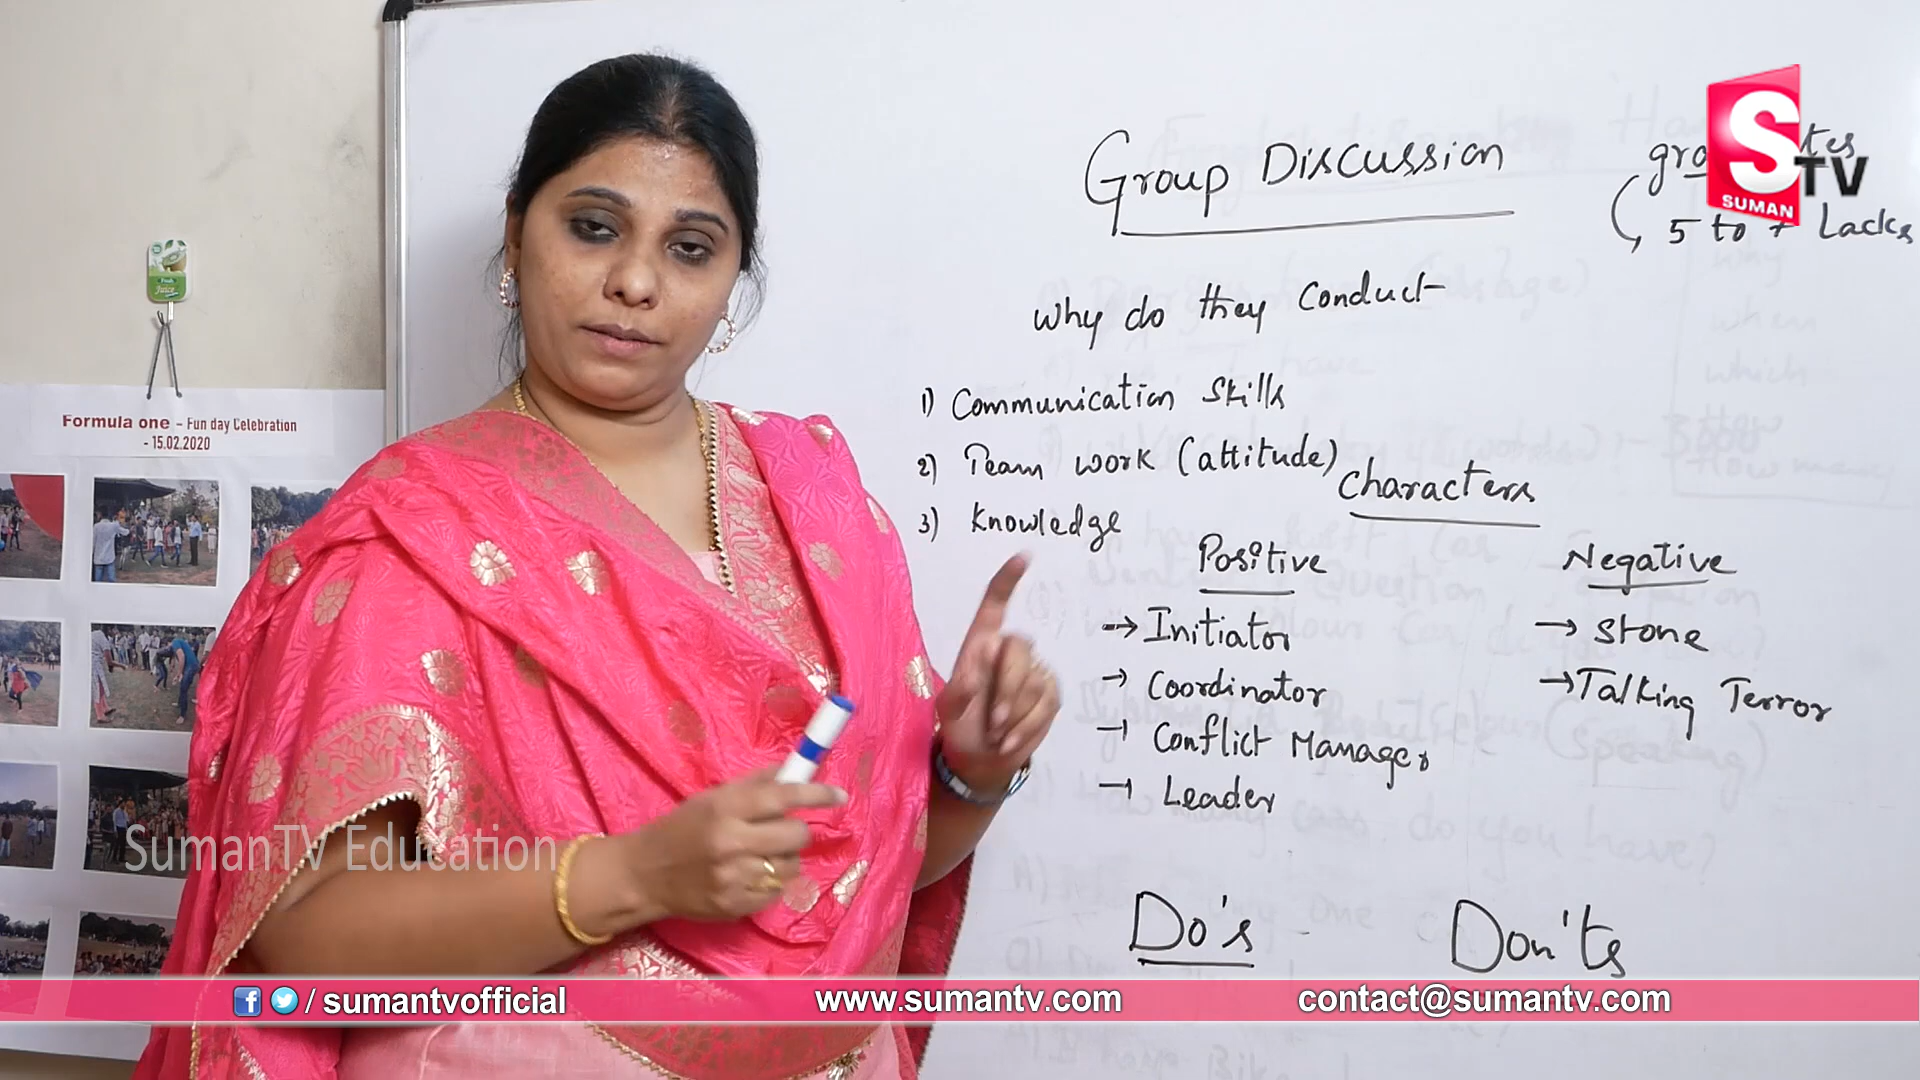 Group Discussion
5 to 7 Lacks
Why do they Conduct
1) Communication Skills
2) Team work (attitude)
3) Knowledge
Characters
Positive
→ Initiator
→ Coordinator
→ Conflict Manager
→ Leader
Negative
→ Stone
→ Talking Terror
Do's
Don'ts
S TV
SUMAN
Formula one – Fun day Celebration
- 15.02.2020
Juice
SumanTV Education
/ sumantvofficial
www.sumantv.com
contact@sumantv.com